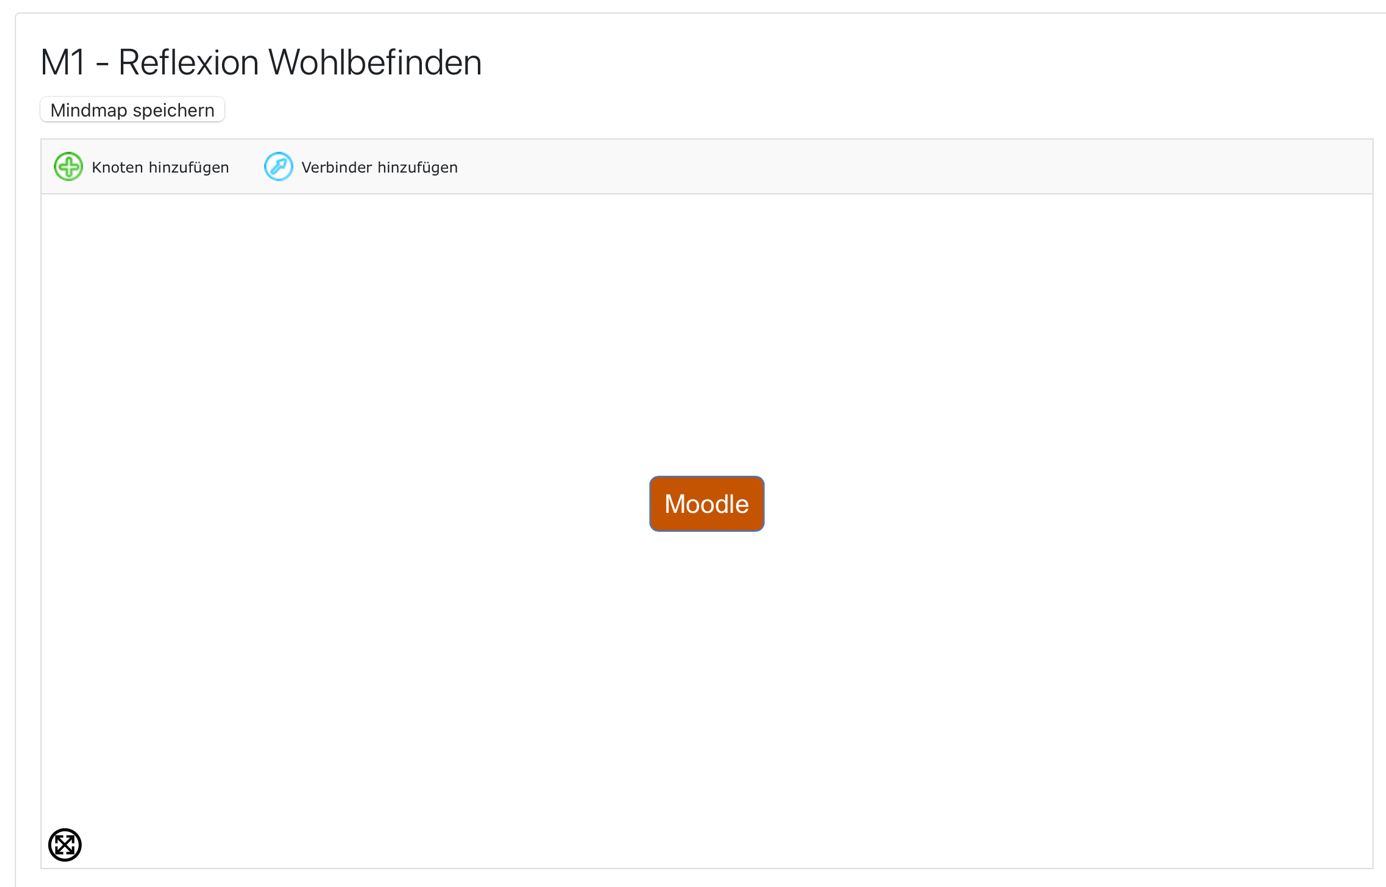 M1 - Reflexion Wohlbefinden
Mindmap speichern
Knoten hinzufügen Verbinder hinzufügen
Moodle